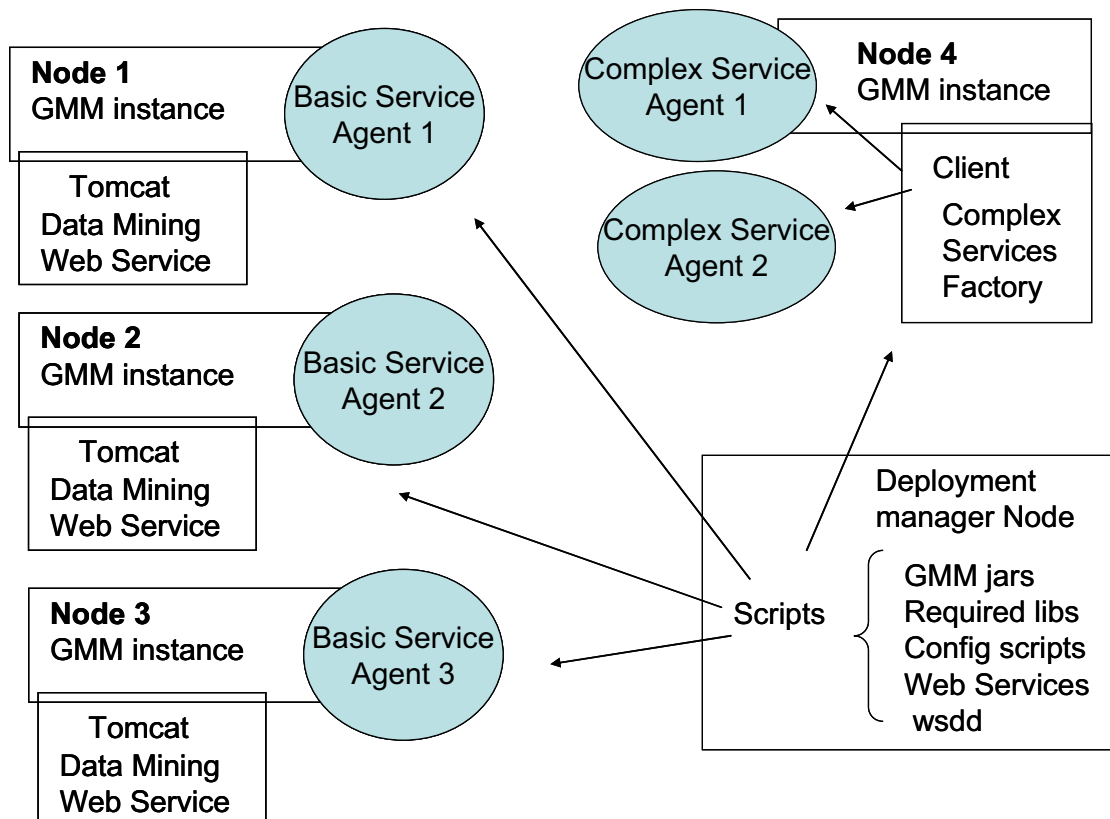 Node 1
GMM instance
Basic Service
Agent 1
Tomcat
Data Mining
Web Service
Node 2
GMM instance
Basic Service
Agent 2
Tomcat
Data Mining
Web Service
Node 3
GMM instance
Basic Service
Agent 3
Tomcat
Data Mining
Web Service
Complex Service
Agent 1
Node 4
GMM instance
Complex Service
Agent 2
Client
Complex
Services
Factory
Deployment
manager Node
Scripts
GMM jars
Required libs
Config scripts
Web Services
wsdd